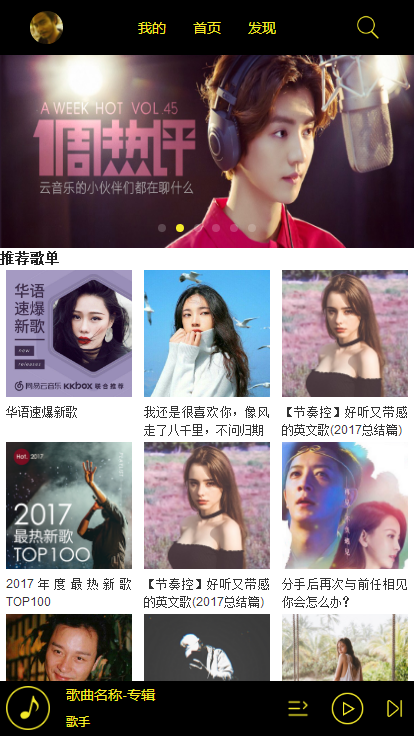 我的 首页 发现
A WEEK HOT VOL 45
1周热评
云音乐的小伙伴们都在聊什么
推荐歌单
华语
速爆
新歌
new
releases
网易云音乐 KKBOX 联合推荐
华语速爆新歌
我还是很喜欢你，像风
走了八千里，不问归期
【节奏控】好听又带感
的英文歌(2017总结篇)
Hot. 2017
2017
最热新歌
TOP100
2017年度最热新歌
TOP100
【节奏控】好听又带感
的英文歌(2017总结篇)
分手后再次与前任相见
你会怎么办？
歌曲名称-专辑
歌手